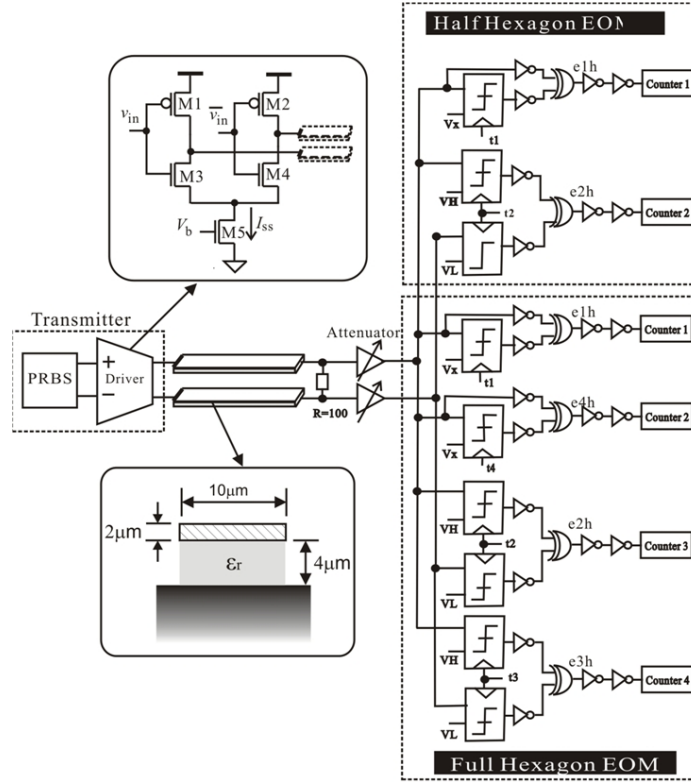 Half Hexagon EOM
e1h
Counter 1
Vx
t1
VH
e2h
t2
Counter 2
VL
M1
M2
vin
vin
M3
M4
Vb
M5
Iss
Transmitter
PRBS
+
Driver
−
R=100
Attenuator
10μm
2μm
εr
4μm
e1h
Counter 1
Vx
t1
e4h
Counter 2
Vx
t4
VH
e2h
t2
Counter 3
VL
VH
e3h
t3
Counter 4
VL
Full Hexagon EOM